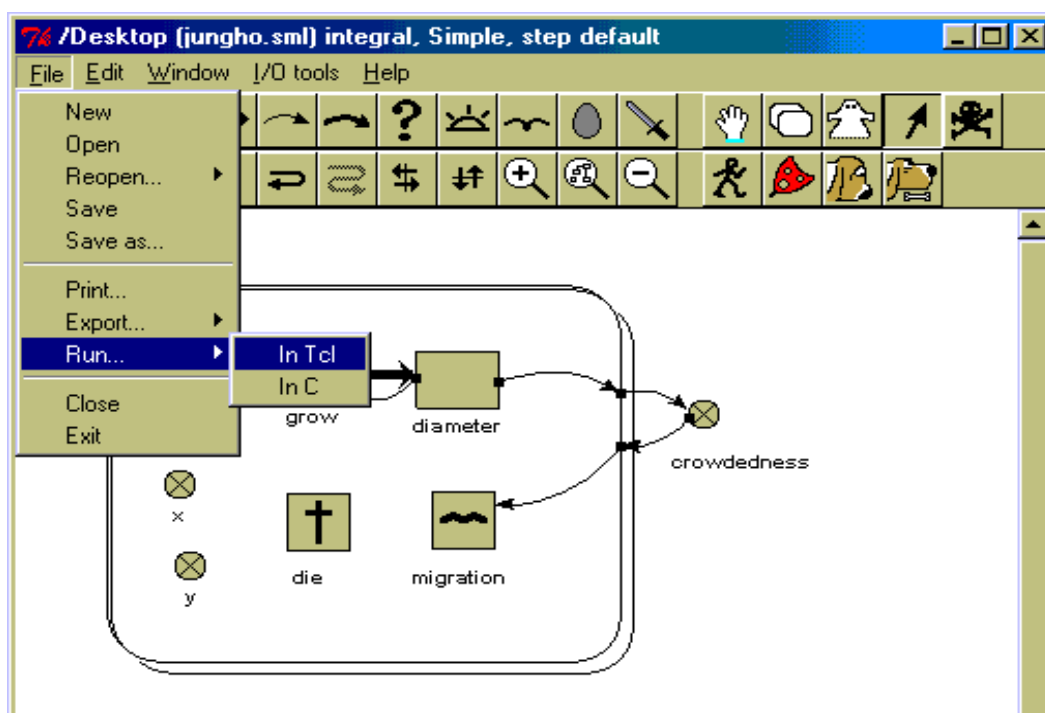 /Desktop (jungho.sml) integral, Simple, step default
File Edit Window I/O tools Help
New
Open
Reopen...
Save
Save as...
Print...
Export...
Run...
In Tcl
In C
Close
Exit
grow
diameter
crowdedness
x
die
migration
y